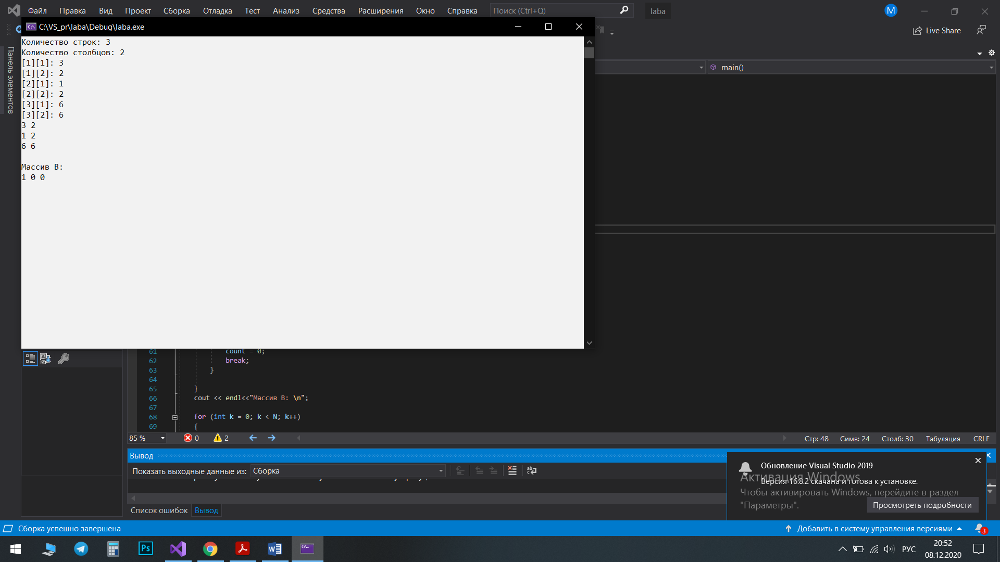 Файл Правка Вид Проект Сборка Отладка Тест Анализ Средства Расширения Окно Справка Поиск (Ctrl+Q) laba M
C:\VS_pr\laba\Debug\laba.exe
Live Share
Панель элементов
main()
Количество строк: 3
Количество столбцов: 2
[1][1]: 3
[1][2]: 2
[2][1]: 1
[2][2]: 2
[3][1]: 6
[3][2]: 6
3 2
1 2
6 6
Массив B:
1 0 0
61 count = 0;
62 break;
63 }
64
65 }
66 cout << endl<<"Массив B: \n";
67
68 for (int k = 0; k < N; k++)
69 {
85 % 0 2 Стр: 48 Симв: 24 Столб: 30 Табуляция CRLF
Вывод
Показать выходные данные из: Сборка
Список ошибок Вывод
Обновление Visual Studio 2019
Версия 16.8.2 скачана и готова к установке.
Просмотреть подробности
Активация Windows
Чтобы активировать Windows, перейдите в раздел
"Параметры".
Сборка успешно завершена
Добавить в систему управления версиями 3
Ps
РУС
20:52
08.12.2020